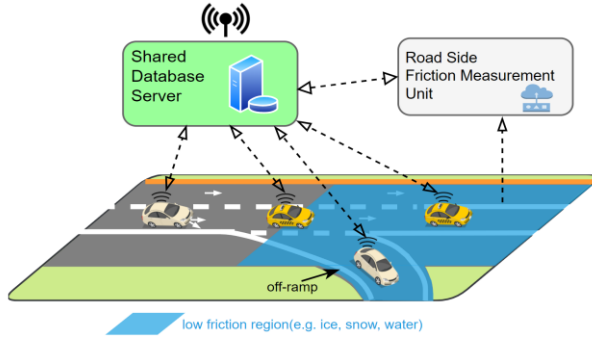 Shared
Database
Server
Road Side
Friction Measurement
Unit
off-ramp
low friction region(e.g. ice, snow, water)